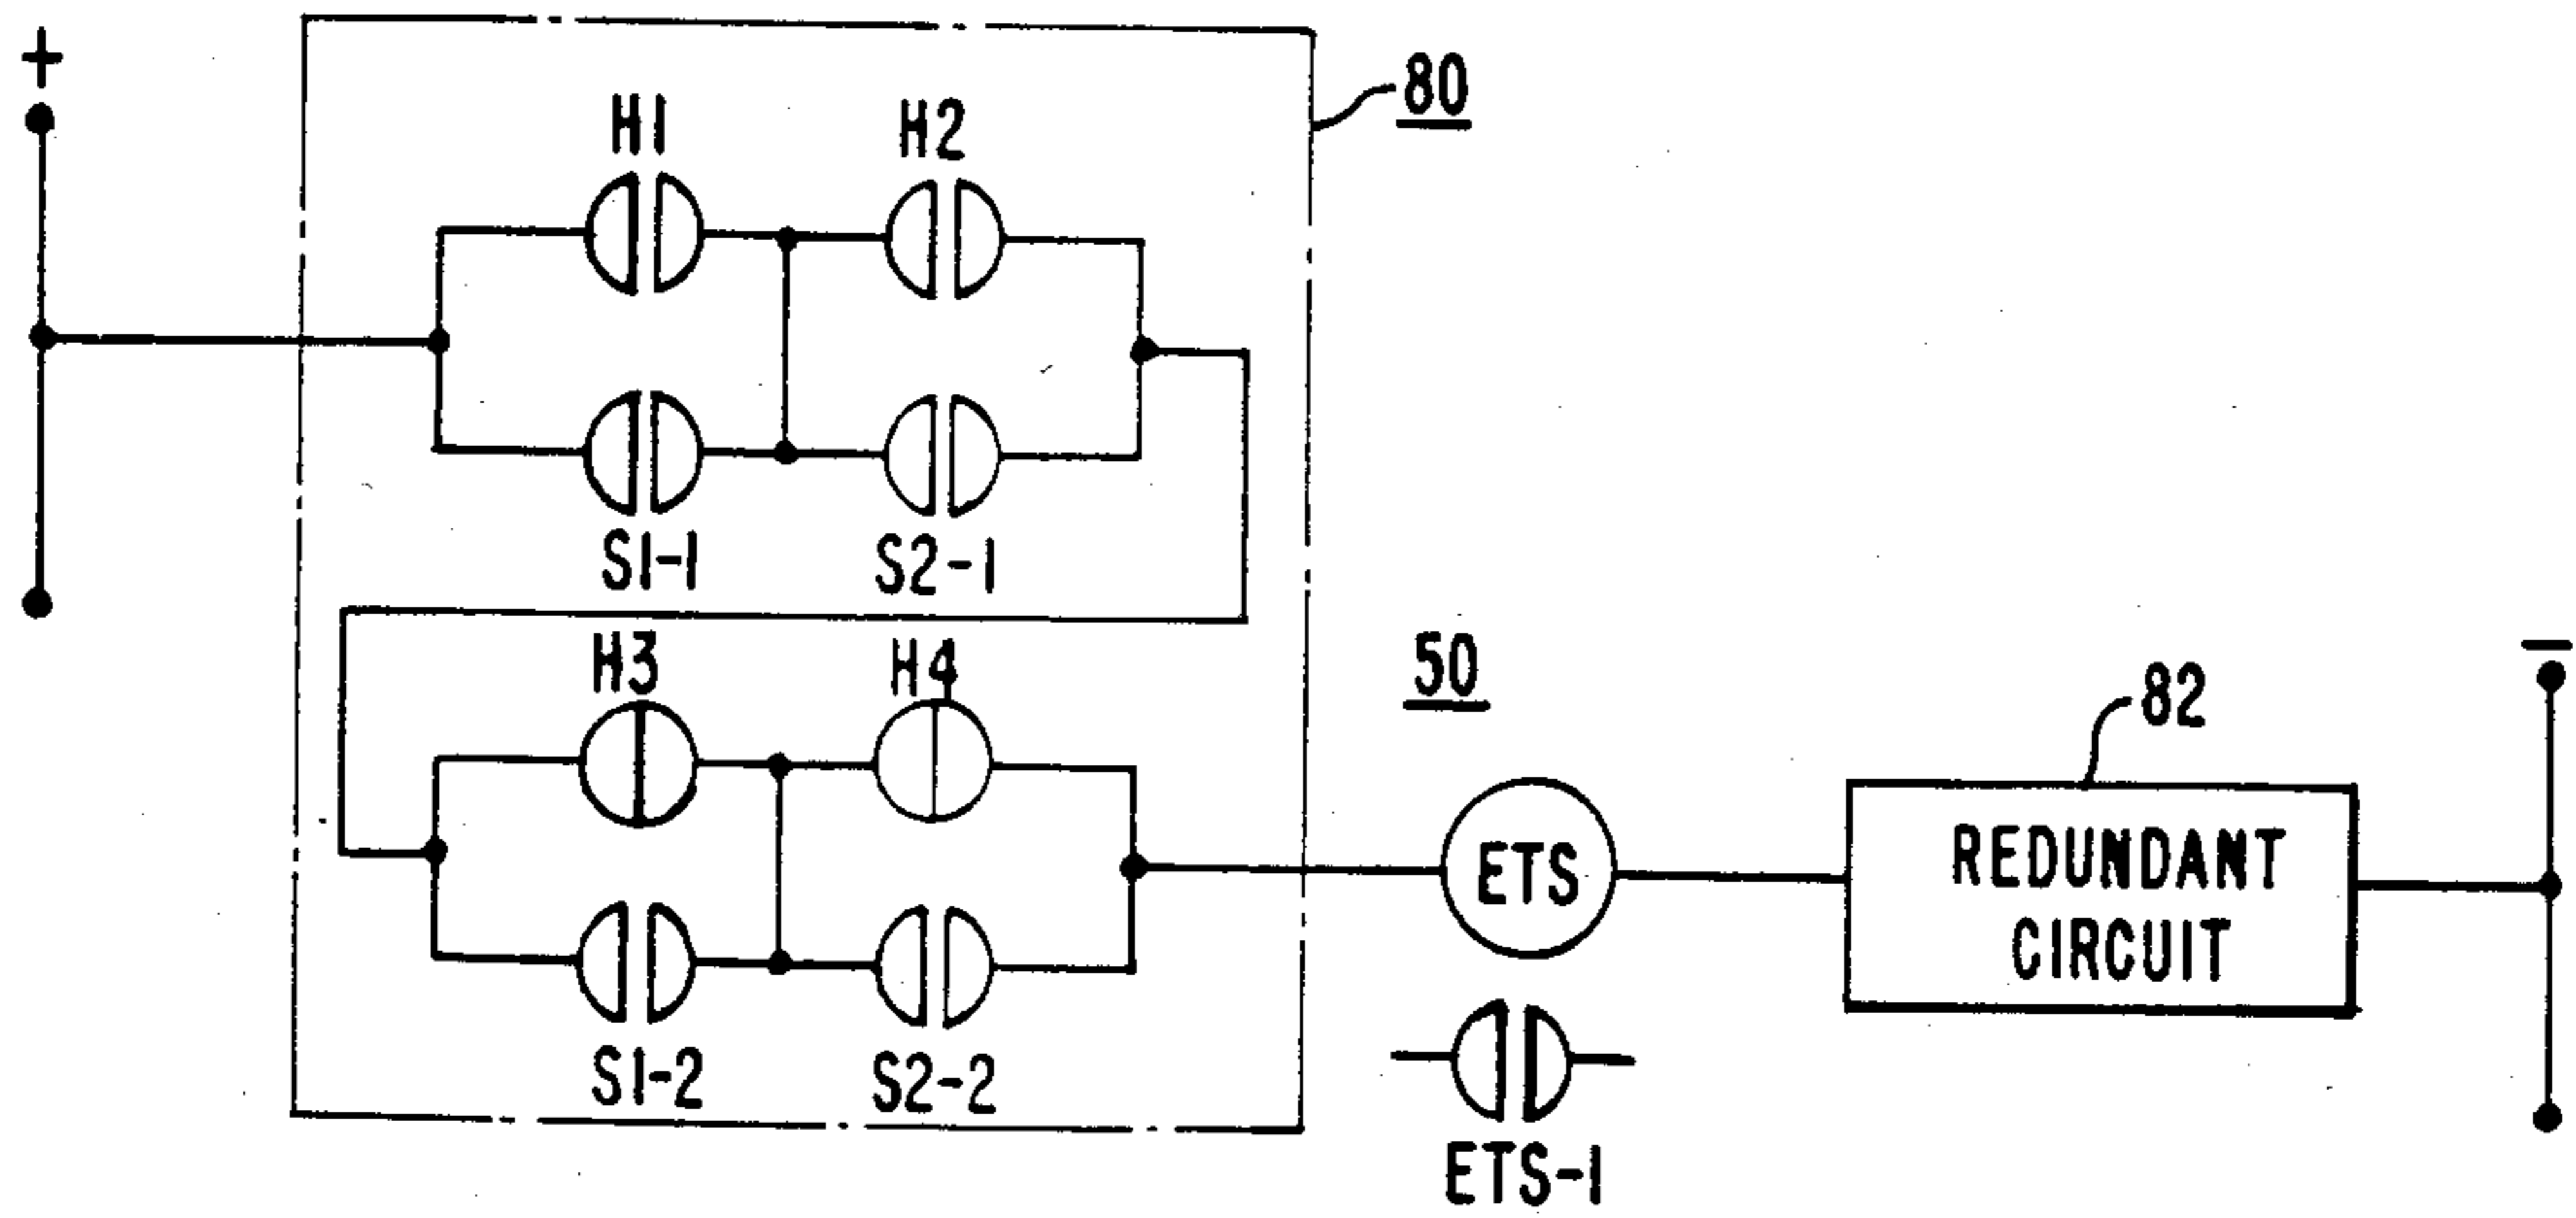 +
80
H1
H2
S1-1
S2-1
H3
H4
50
–
82
ETS
REDUNDANT
CIRCUIT
S1-2
S2-2
ETS-1